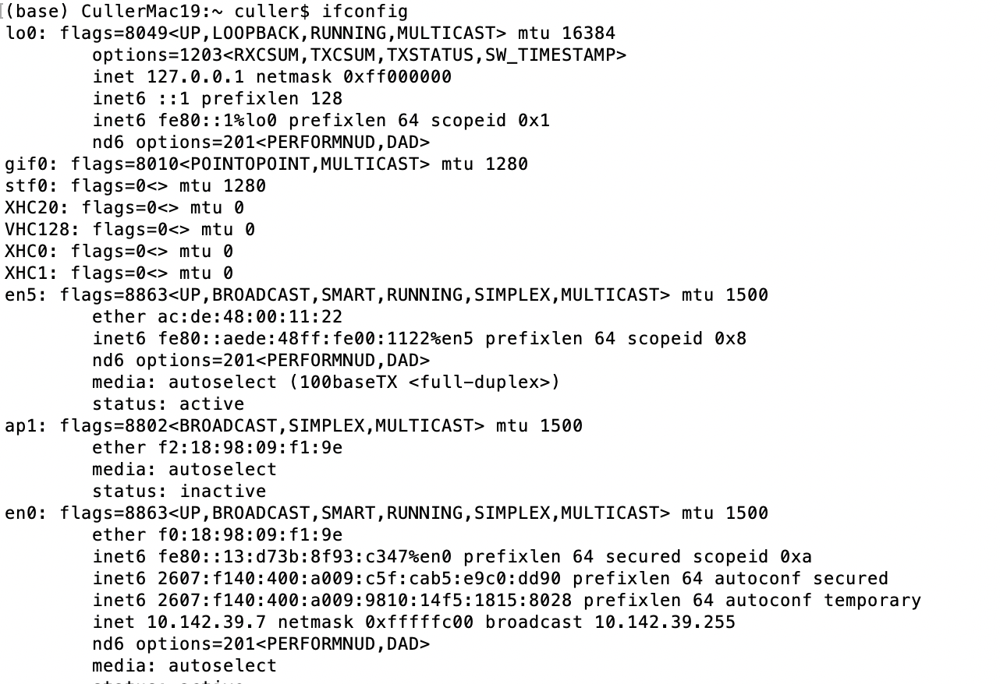 [(base) CullerMac19:~ culler$ ifconfig
lo0: flags=8049<UP,LOOPBACK,RUNNING,MULTICAST> mtu 16384
options=1203<RXCSUM,TXCSUM,TXSTATUS,SW_TIMESTAMP>
inet 127.0.0.1 netmask 0xff000000
inet6 ::1 prefixlen 128
inet6 fe80::1%lo0 prefixlen 64 scopeid 0x1
nd6 options=201<PERFORMNUD,DAD>
gif0: flags=8010<POINTOPOINT,MULTICAST> mtu 1280
stf0: flags=0<> mtu 1280
XHC20: flags=0<> mtu 0
VHC128: flags=0<> mtu 0
XHC0: flags=0<> mtu 0
XHC1: flags=0<> mtu 0
en5: flags=8863<UP,BROADCAST,SMART,RUNNING,SIMPLEX,MULTICAST> mtu 1500
ether ac:de:48:00:11:22
inet6 fe80::aede:48ff:fe00:1122%en5 prefixlen 64 scopeid 0x8
nd6 options=201<PERFORMNUD,DAD>
media: autoselect (100baseTX <full-duplex>)
status: active
ap1: flags=8802<BROADCAST,SIMPLEX,MULTICAST> mtu 1500
ether f2:18:98:09:f1:9e
media: autoselect
status: inactive
en0: flags=8863<UP,BROADCAST,SMART,RUNNING,SIMPLEX,MULTICAST> mtu 1500
ether f0:18:98:09:f1:9e
inet6 fe80::13:d73b:8f93:c347%en0 prefixlen 64 secured scopeid 0xa
inet6 2607:f140:400:a009:c5f:cab5:e9c0:dd90 prefixlen 64 autoconf secured
inet6 2607:f140:400:a009:9810:14f5:1815:8028 prefixlen 64 autoconf temporary
inet 10.142.39.7 netmask 0xfffffc00 broadcast 10.142.39.255
nd6 options=201<PERFORMNUD,DAD>
media: autoselect